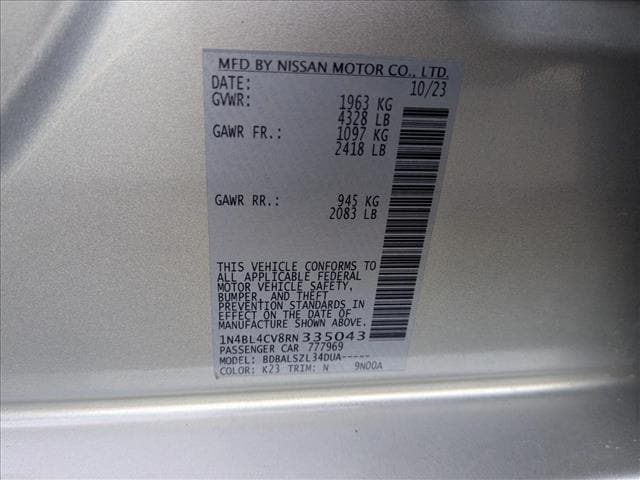 MFD BY NISSAN MOTOR CO., LTD.
DATE: 10/23
GVWR: 1963 KG
4328 LB
GAWR FR.: 1097 KG
2418 LB
GAWR RR.: 945 KG
2083 LB
THIS VEHICLE CONFORMS TO
ALL APPLICABLE FEDERAL
MOTOR VEHICLE SAFETY,
BUMPER, AND THEFT
PREVENTION STANDARDS IN
EFFECT ON THE DATE OF
MANUFACTURE SHOWN ABOVE.
1N4BL4CV8RN335043
PASSENGER CAR 777969
MODEL: BDBALSZL34DUA-----
COLOR: K23 TRIM: N 9N00A